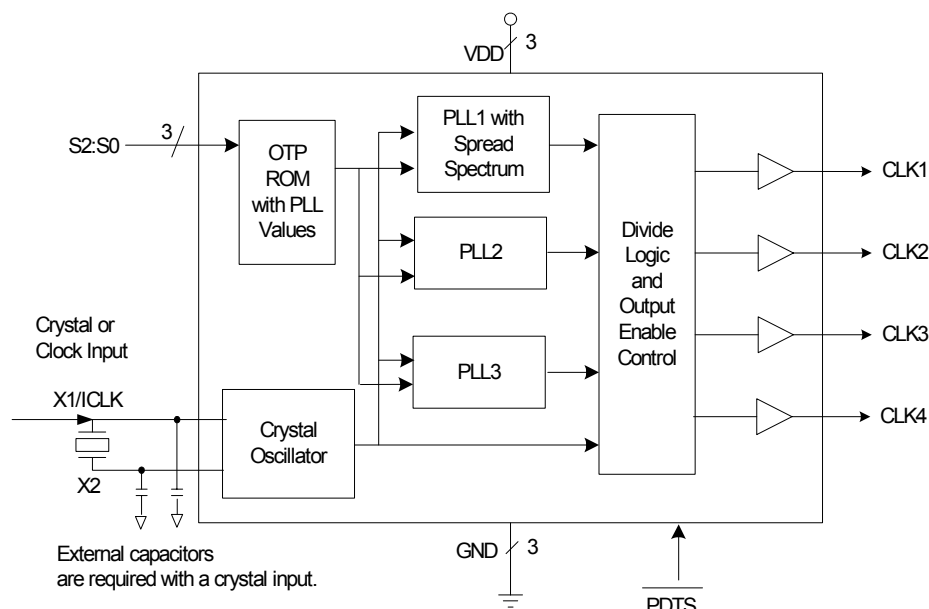 VDD
3
S2:S0
3
OTP
ROM
with PLL
Values
PLL1 with
Spread
Spectrum
PLL2
PLL3
Divide
Logic
and
Output
Enable
Control
CLK1
CLK2
CLK3
CLK4
Crystal or
Clock Input
X1/ICLK
X2
Crystal
Oscillator
External capacitors
are required with a crystal input.
GND
3
PDTS